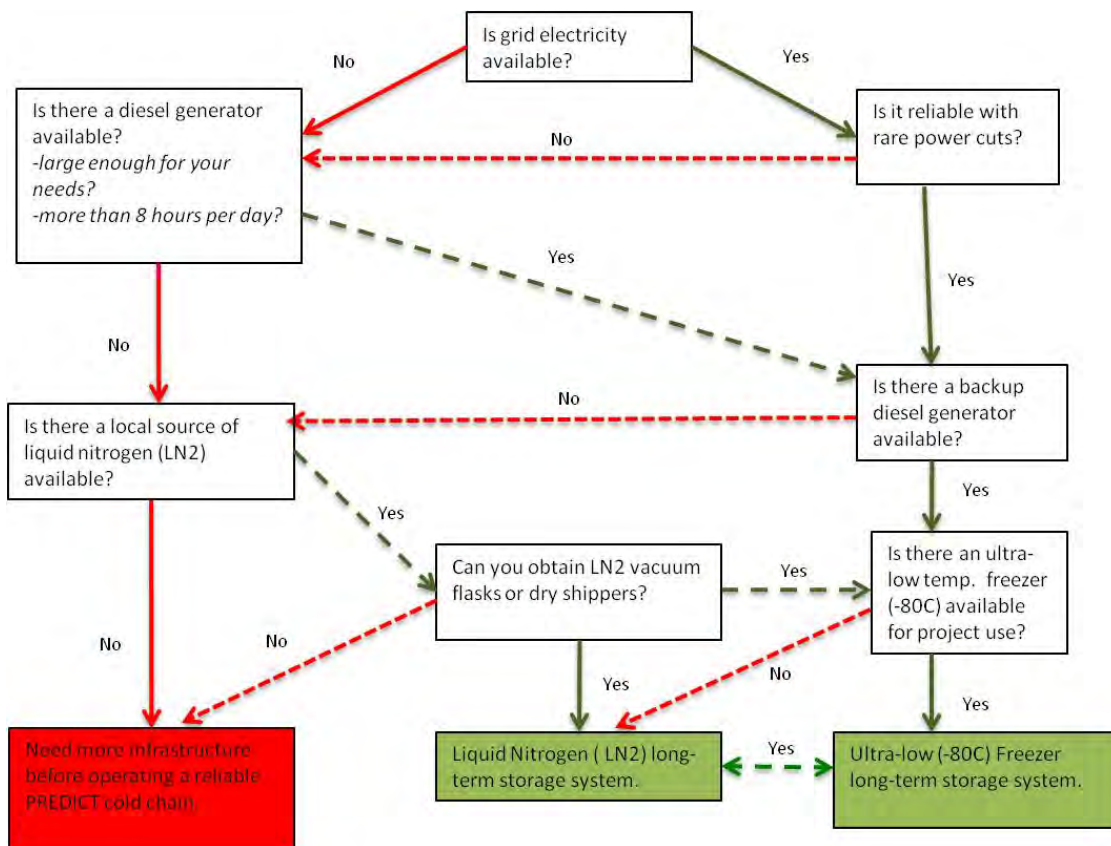 Is grid electricity
available?
No
Yes
Is there a diesel generator
available?
-large enough for your
needs?
-more than 8 hours per day?
Is it reliable with
rare power cuts?
No
Yes
Yes
No
Is there a backup
diesel generator
available?
No
Is there a local source of
liquid nitrogen (LN2)
available?
Yes
Yes
Can you obtain LN2 vacuum
flasks or dry shippers?
Yes
Is there an ultra-
low temp. freezer
(-80C) available
for project use?
No
No
Yes
No
Yes
Need more infrastructure
before operating a reliable
PREDICT cold chain.
Liquid Nitrogen ( LN2) long-
term storage system.
Yes
Ultra-low (-80C) Freezer
long-term storage system.